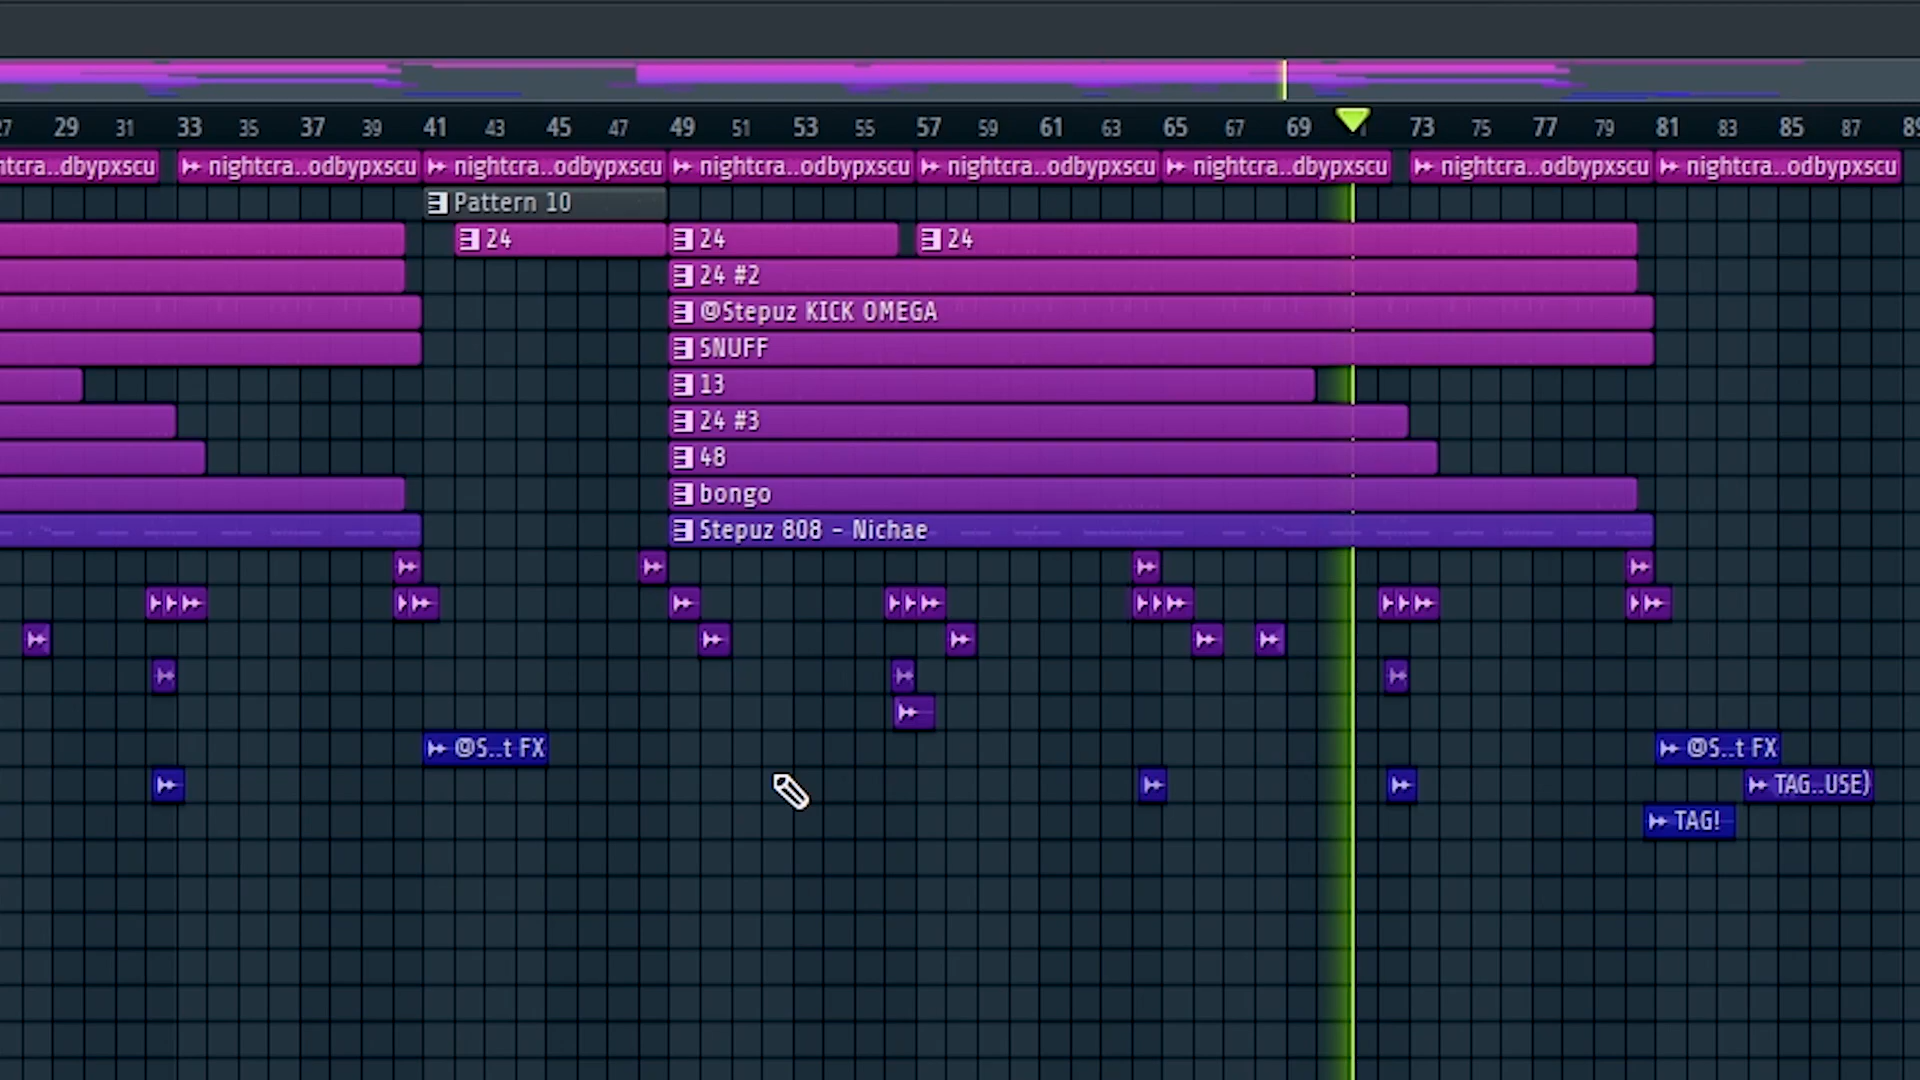 27 29 31 33 35 37 39 41 43 45 47 49 51 53 55 57 59 61 63 65 67 69 73 75 77 79 81 83 85 87 89
ntcra..dbypxscu nightcra..odbypxscu nightcra..odbypxscu nightcra..odbypxscu nightcra..odbypxscu nightcra..dbypxscu nightcra..odbypxscu nightcra..odbypxscu
Pattern 10
24 24 24
24 #2
@Stepuz KICK OMEGA
SNUFF
13
24 #3
48
bongo
Stepuz 808 - Nichae
@S..t FX @S..t FX
TAG..USE)
TAG!